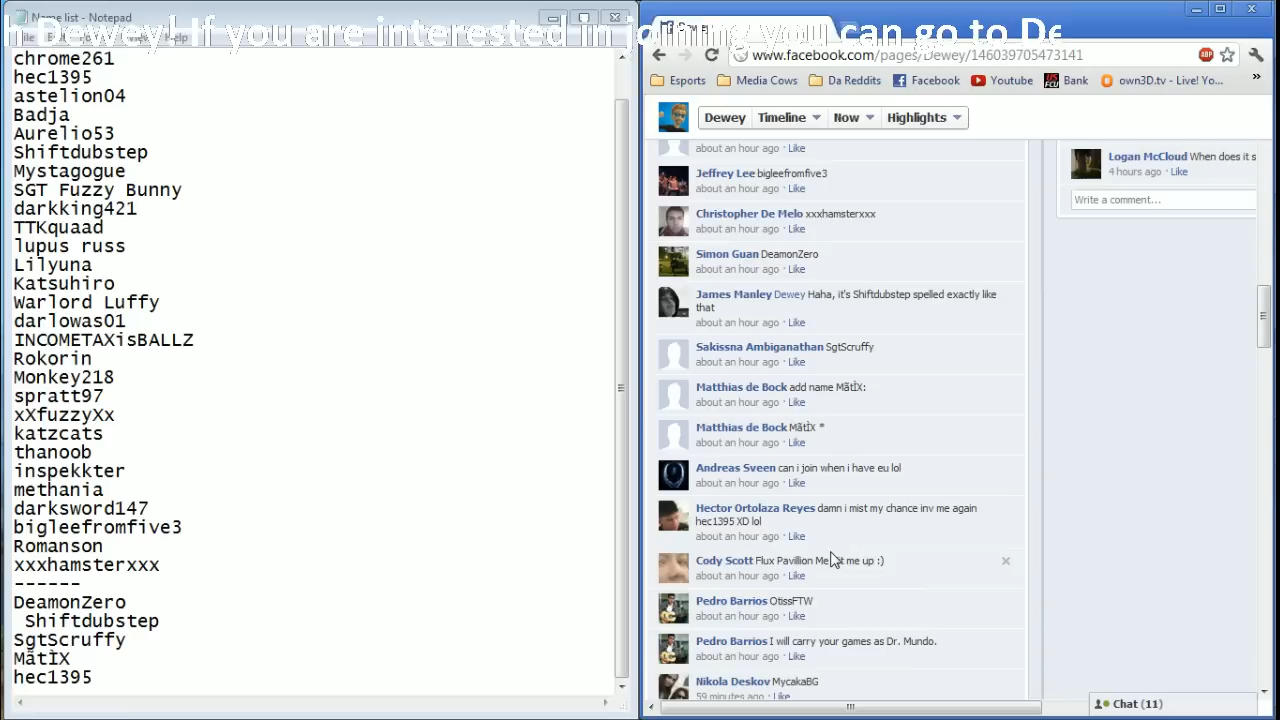 Name list - Notepad
h Dewey! If you are interested in joining you can go to De
chrome261
hec1395
astelion04
Badja
Aurelio53
Shiftdubstep
Mystagogue
SGT Fuzzy Bunny
darkking421
TTKquaad
lupus russ
Lilyuna
Katsuhiro
Warlord Luffy
darlowas01
INCOMETAXisBALLZ
Rokorin
Monkey218
spratt97
xXfuzzyXx
katzcats
thanoob
inspekkter
methania
darksword147
bigleefromfive3
Romanson
xxxhamsterxxx
------
DeamonZero
Shiftdubstep
SgtScruffy
MãtÌX
hec1395
www.facebook.com/pages/Dewey/146039705473141
Esports Media Cows Da Reddits Facebook Youtube Bank own3D.tv - Live! Yo... »
Dewey Timeline Now Highlights
about an hour ago · Like
Jeffrey Lee bigleefromfive3
about an hour ago · Like
Christopher De Melo xxxhamsterxxx
about an hour ago · Like
Simon Guan DeamonZero
about an hour ago · Like
James Manley Dewey Haha, it's Shiftdubstep spelled exactly like
that
about an hour ago · Like
Sakissna Ambiganathan SgtScruffy
about an hour ago · Like
Matthias de Bock add name MãtÌX:
about an hour ago · Like
Matthias de Bock MãtÌX *
about an hour ago · Like
Andreas Sveen can i join when i have eu lol
about an hour ago · Like
Hector Ortolaza Reyes damn i mist my chance inv me again
hec1395 XD lol
about an hour ago · Like
Cody Scott Flux Pavillion me up :)
about an hour ago · Like
Pedro Barrios OtissFTW
about an hour ago · Like
Pedro Barrios I will carry your games as Dr. Mundo.
about an hour ago · Like
Nikola Deskov MycakaBG
59 minutes ago · Like
Logan McCloud When does it s
4 hours ago · Like
Write a comment...
Chat (11)